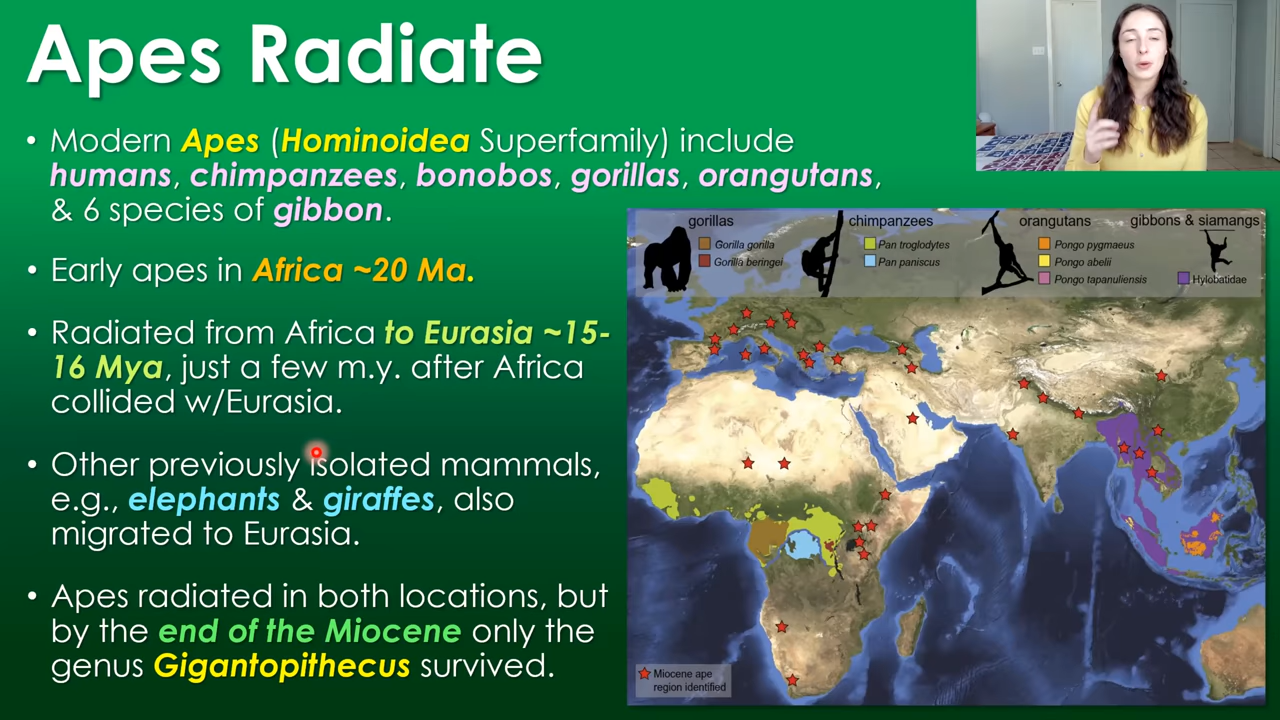 Apes Radiate
• Modern Apes (Hominoidea Superfamily) include
humans, chimpanzees, bonobos, gorillas, orangutans,
& 6 species of gibbon.
• Early apes in Africa ~20 Ma.
• Radiated from Africa to Eurasia ~15-
16 Mya, just a few m.y. after Africa
collided w/Eurasia.
• Other previously isolated mammals,
e.g., elephants & giraffes, also
migrated to Eurasia.
• Apes radiated in both locations, but
by the end of the Miocene only the
genus Gigantopithecus survived.
gorillas
Gorilla gorilla
Gorilla beringei
chimpanzees
Pan troglodytes
Pan paniscus
orangutans
Pongo pygmaeus
Pongo abelii
Pongo tapanuliensis
gibbons & siamangs
Hylobatidae
Miocene ape
region identified